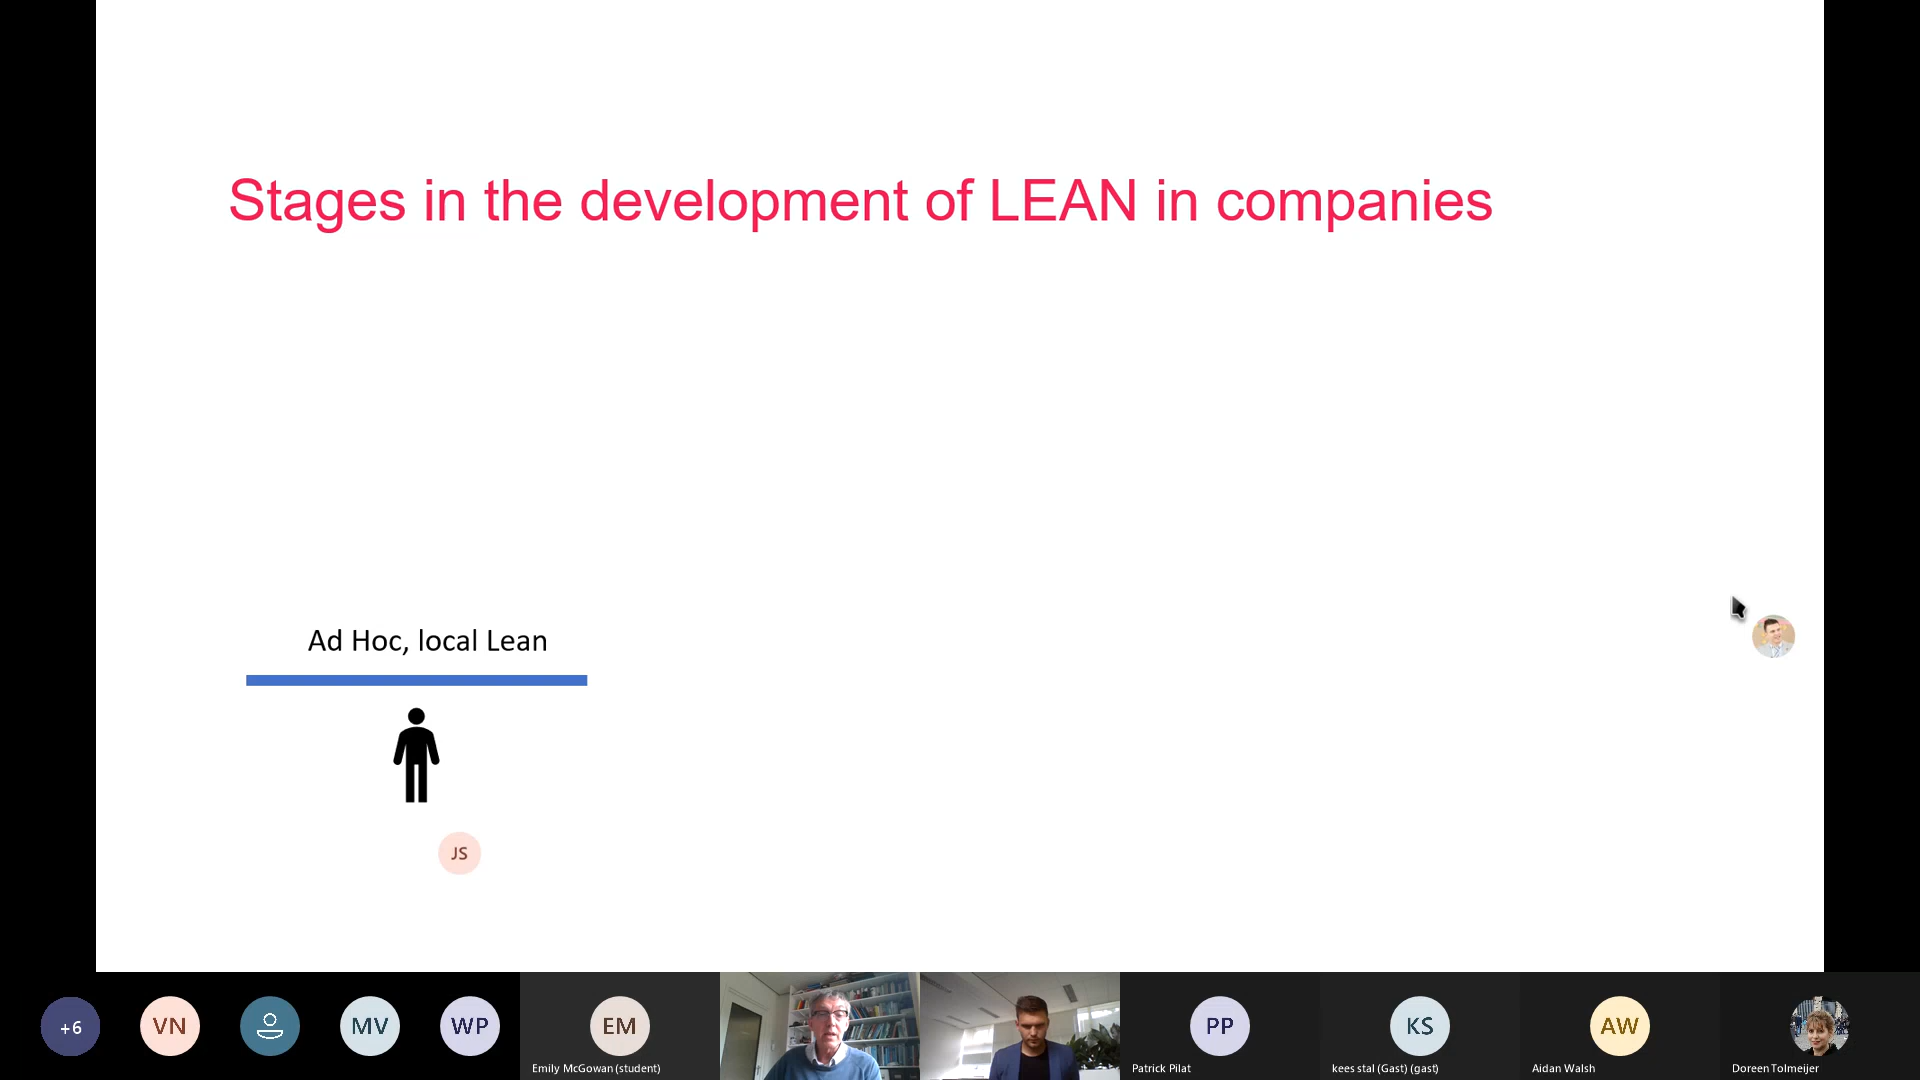 Stages in the development of LEAN in companies
Ad Hoc, local Lean
JS
+6
VN
MV
WP
EM
PP
KS
AW
Emily McGowan (student)
Patrick Pilat
kees stal (Gast) (gast)
Aidan Walsh
Doreen Tolmeijer